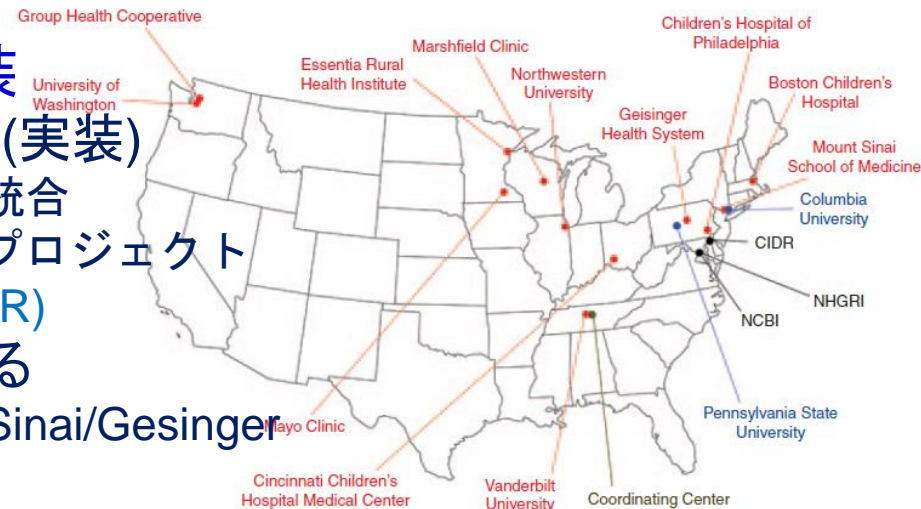 Group Health Cooperative
University of
Washington
Essentia Rural
Health Institute
Marshfield Clinic
Northwestern
University
Children's Hospital of
Philadelphia
Geisinger
Health System
Boston Children's
Hospital
Mount Sinai
School of Medicine
Columbia
University
CIDR
NHGRI
NCBI
Pennsylvania State
University
Mayo Clinic
Cincinnati Children's
Hospital Medical Center
Vanderbilt
University
Coordinating Center
装
(実装)
統合
プロジェクト
R)
る
Sinai/Gesinger